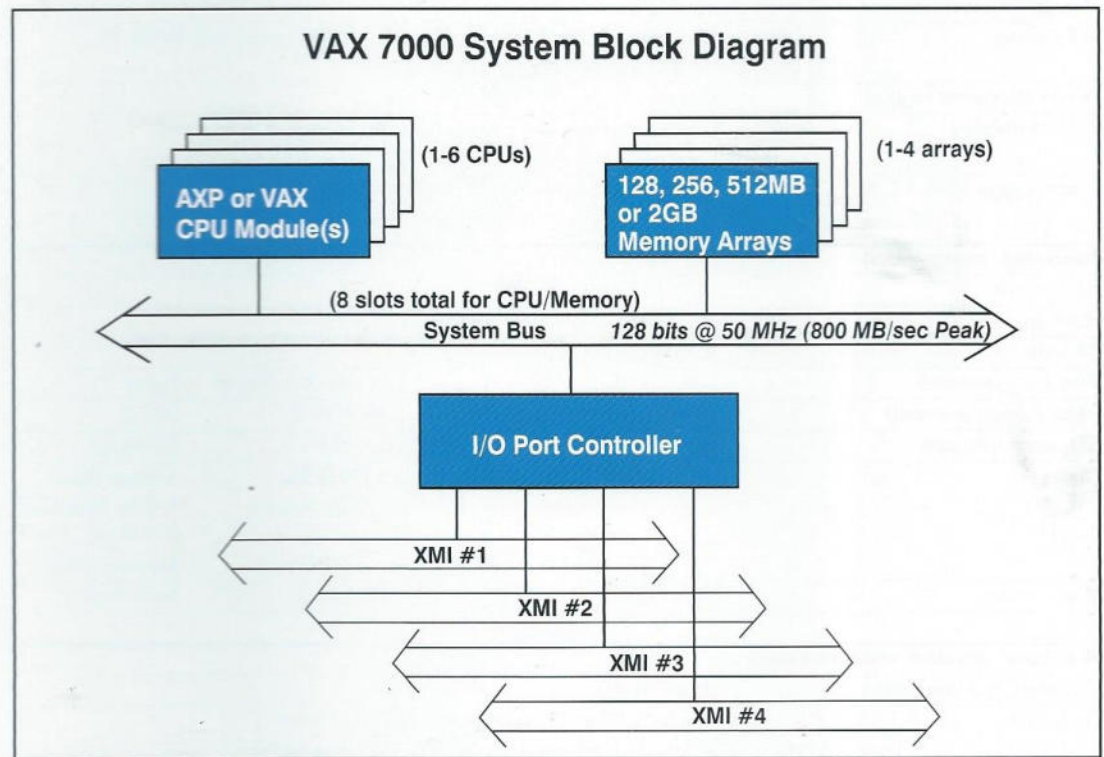 VAX 7000 System Block Diagram
AXP or VAX
CPU Module(s)
(1-6 CPUs)
128, 256, 512MB
or 2GB
Memory Arrays
(1-4 arrays)
(8 slots total for CPU/Memory)
System Bus 128 bits @ 50 MHz (800 MB/sec Peak)
I/O Port Controller
XMI #1
XMI #2
XMI #3
XMI #4